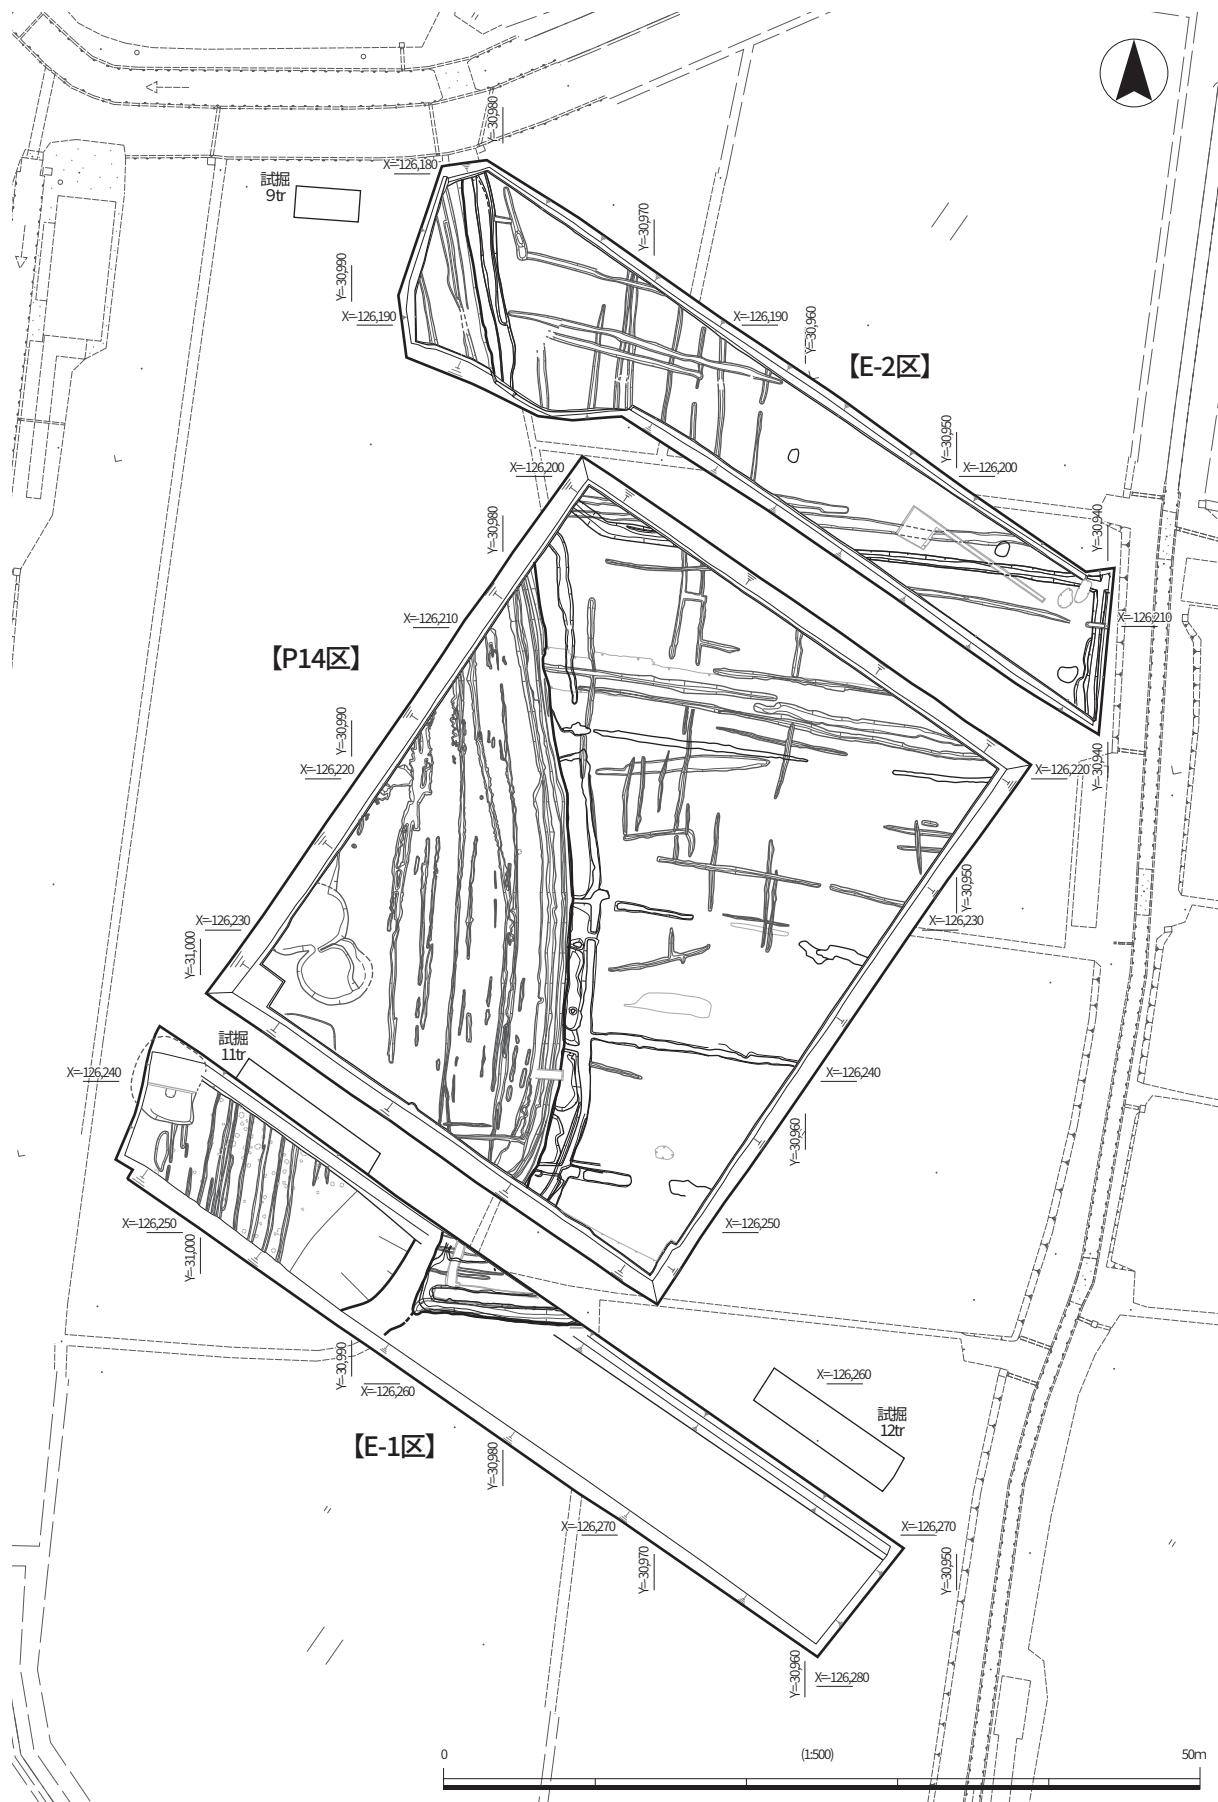 Y=-30,980
X=-126,180
試掘
9tr
Y=-30,970
Y=-30,990
X=-126,190
X=-126,190
Y=-30,960
【E-2区】
Y=-30,950
X=-126,200
X=-126,200
Y=-30,980
Y=-30,940
X=-126,210
X=-126,210
【P14区】
Y=-30,990
X=-126,220
X=-126,220
Y=-30,940
Y=-30,950
X=-126,230
X=-126,230
Y=-31,000
試掘
11tr
X=-126,240
X=-126,240
Y=-30,960
X=-126,250
X=-126,250
Y=-31,000
Y=-30,990
X=-126,260
X=-126,260
試掘
12tr
【E-1区】
Y=-30,980
X=-126,270
X=-126,270
Y=-30,970
Y=-30,950
Y=-30,960
X=-126,280
0
(1:500)
50m